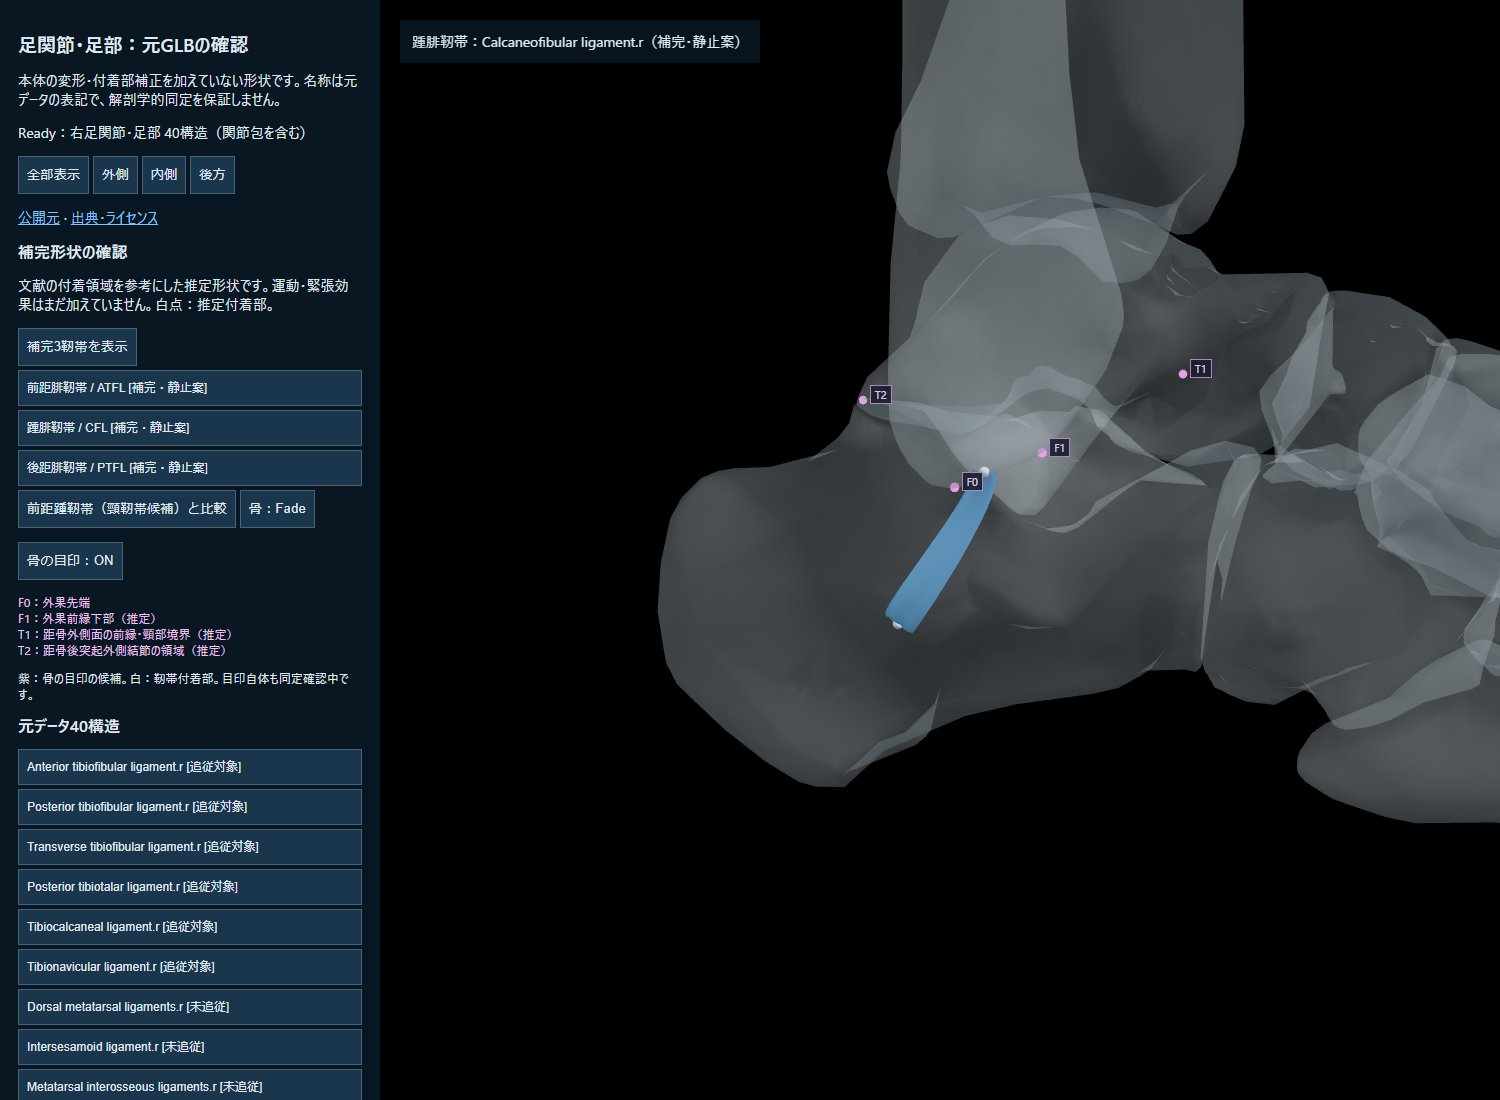 足関節・足部：元GLBの確認
本体の変形・付着部補正を加えていない形状です。名称は元
データの表記で、解剖学的同定を保証しません。
Ready：右足関節・足部 40構造（関節包を含む）
全部表示 外側 内側 後方
公開元 · 出典・ライセンス
補完形状の確認
文献の付着領域を参考にした推定形状です。運動・緊張効
果はまだ加えていません。白点：推定付着部。
補完3靭帯を表示
前距腓靭帯 / ATFL [補完・静止案]
踵腓靭帯 / CFL [補完・静止案]
後距腓靭帯 / PTFL [補完・静止案]
前距踵靭帯（頸靭帯候補）と比較 骨：Fade
骨の目印：ON
F0：外果先端
F1：外果前縁下部（推定）
T1：距骨外側面の前縁・頸部境界（推定）
T2：距骨後突起外側結節の領域（推定）
紫：骨の目印の候補。白：靭帯付着部。目印自体も同定確認中で
す。
元データ40構造
Anterior tibiofibular ligament.r [追従対象]
Posterior tibiofibular ligament.r [追従対象]
Transverse tibiofibular ligament.r [追従対象]
Posterior tibiotalar ligament.r [追従対象]
Tibiocalcaneal ligament.r [追従対象]
Tibionavicular ligament.r [追従対象]
Dorsal metatarsal ligaments.r [未追従]
Intersesamoid ligament.r [未追従]
Metatarsal interosseous ligaments.r [未追従]
踵腓靭帯：Calcaneofibular ligament.r（補完・静止案）
T1
T2
F1
F0